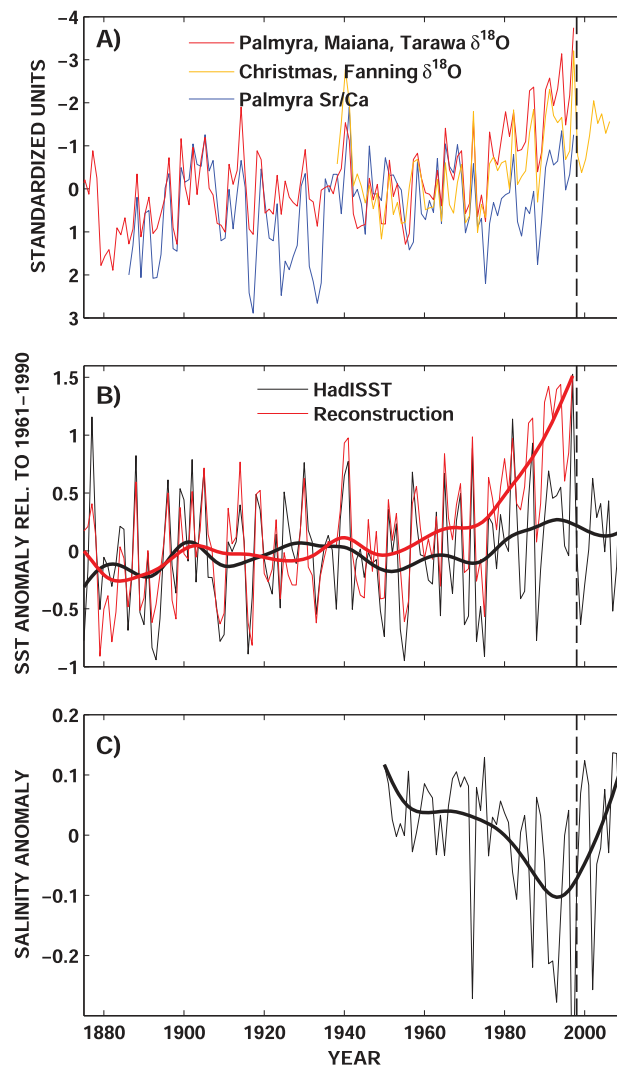 A)
Palmyra, Maiana, Tarawa δ18O
Christmas, Fanning δ18O
Palmyra Sr/Ca
STANDARDIZED UNITS
−4
−3
−2
−1
0
1
2
3
B)
HadISST
Reconstruction
SST ANOMALY REL. TO 1961−1990
1.5
1
0.5
0
−0.5
−1
C)
SALINITY ANOMALY
0.2
0.1
0
−0.1
−0.2
1880 1900 1920 1940 1960 1980 2000
YEAR